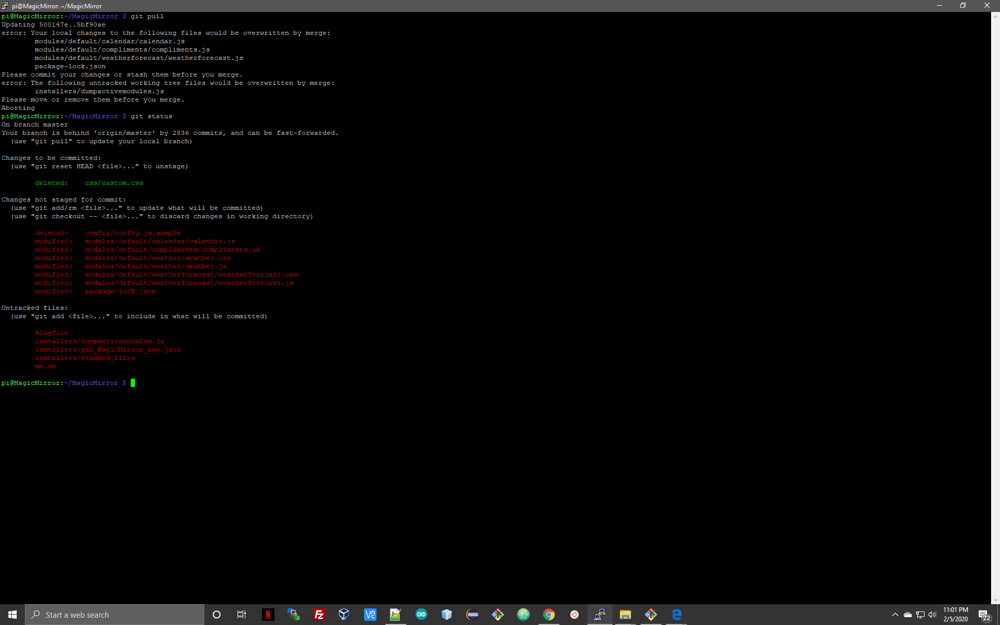 pi@MagicMirror: ~/MagicMirror
pi@MagicMirror:~/MagicMirror $ git pull
Updating 500147e..5bf90ae
error: Your local changes to the following files would be overwritten by merge:
modules/default/calendar/calendar.js
modules/default/compliments/compliments.js
modules/default/weatherforecast/weatherforecast.js
package-lock.json
Please commit your changes or stash them before you merge.
error: The following untracked working tree files would be overwritten by merge:
installers/dumpactivemodules.js
Please move or remove them before you merge.
Aborting
pi@MagicMirror:~/MagicMirror $ git status
On branch master
Your branch is behind 'origin/master' by 2836 commits, and can be fast-forwarded.
(use "git pull" to update your local branch)
Changes to be committed:
(use "git reset HEAD <file>..." to unstage)
deleted: css/custom.css
Changes not staged for commit:
(use "git add/rm <file>..." to update what will be committed)
(use "git checkout -- <file>..." to discard changes in working directory)
deleted: config/config.js.sample
modified: modules/default/calendar/calendar.js
modified: modules/default/compliments/compliments.js
modified: modules/default/weather/weather.css
modified: modules/default/weather/weather.js
modified: modules/default/weatherforecast/weatherforecast.css
modified: modules/default/weatherforecast/weatherforecast.js
modified: package-lock.json
Untracked files:
(use "git add <file>..." to include in what will be committed)
%logfile
installers/dumpactivemodules.js
installers/pm2_MagicMirror_new.json
installers/stashed_files
mm.sh
pi@MagicMirror:~/MagicMirror $
Start a web search
11:01 PM
2/5/2020
22